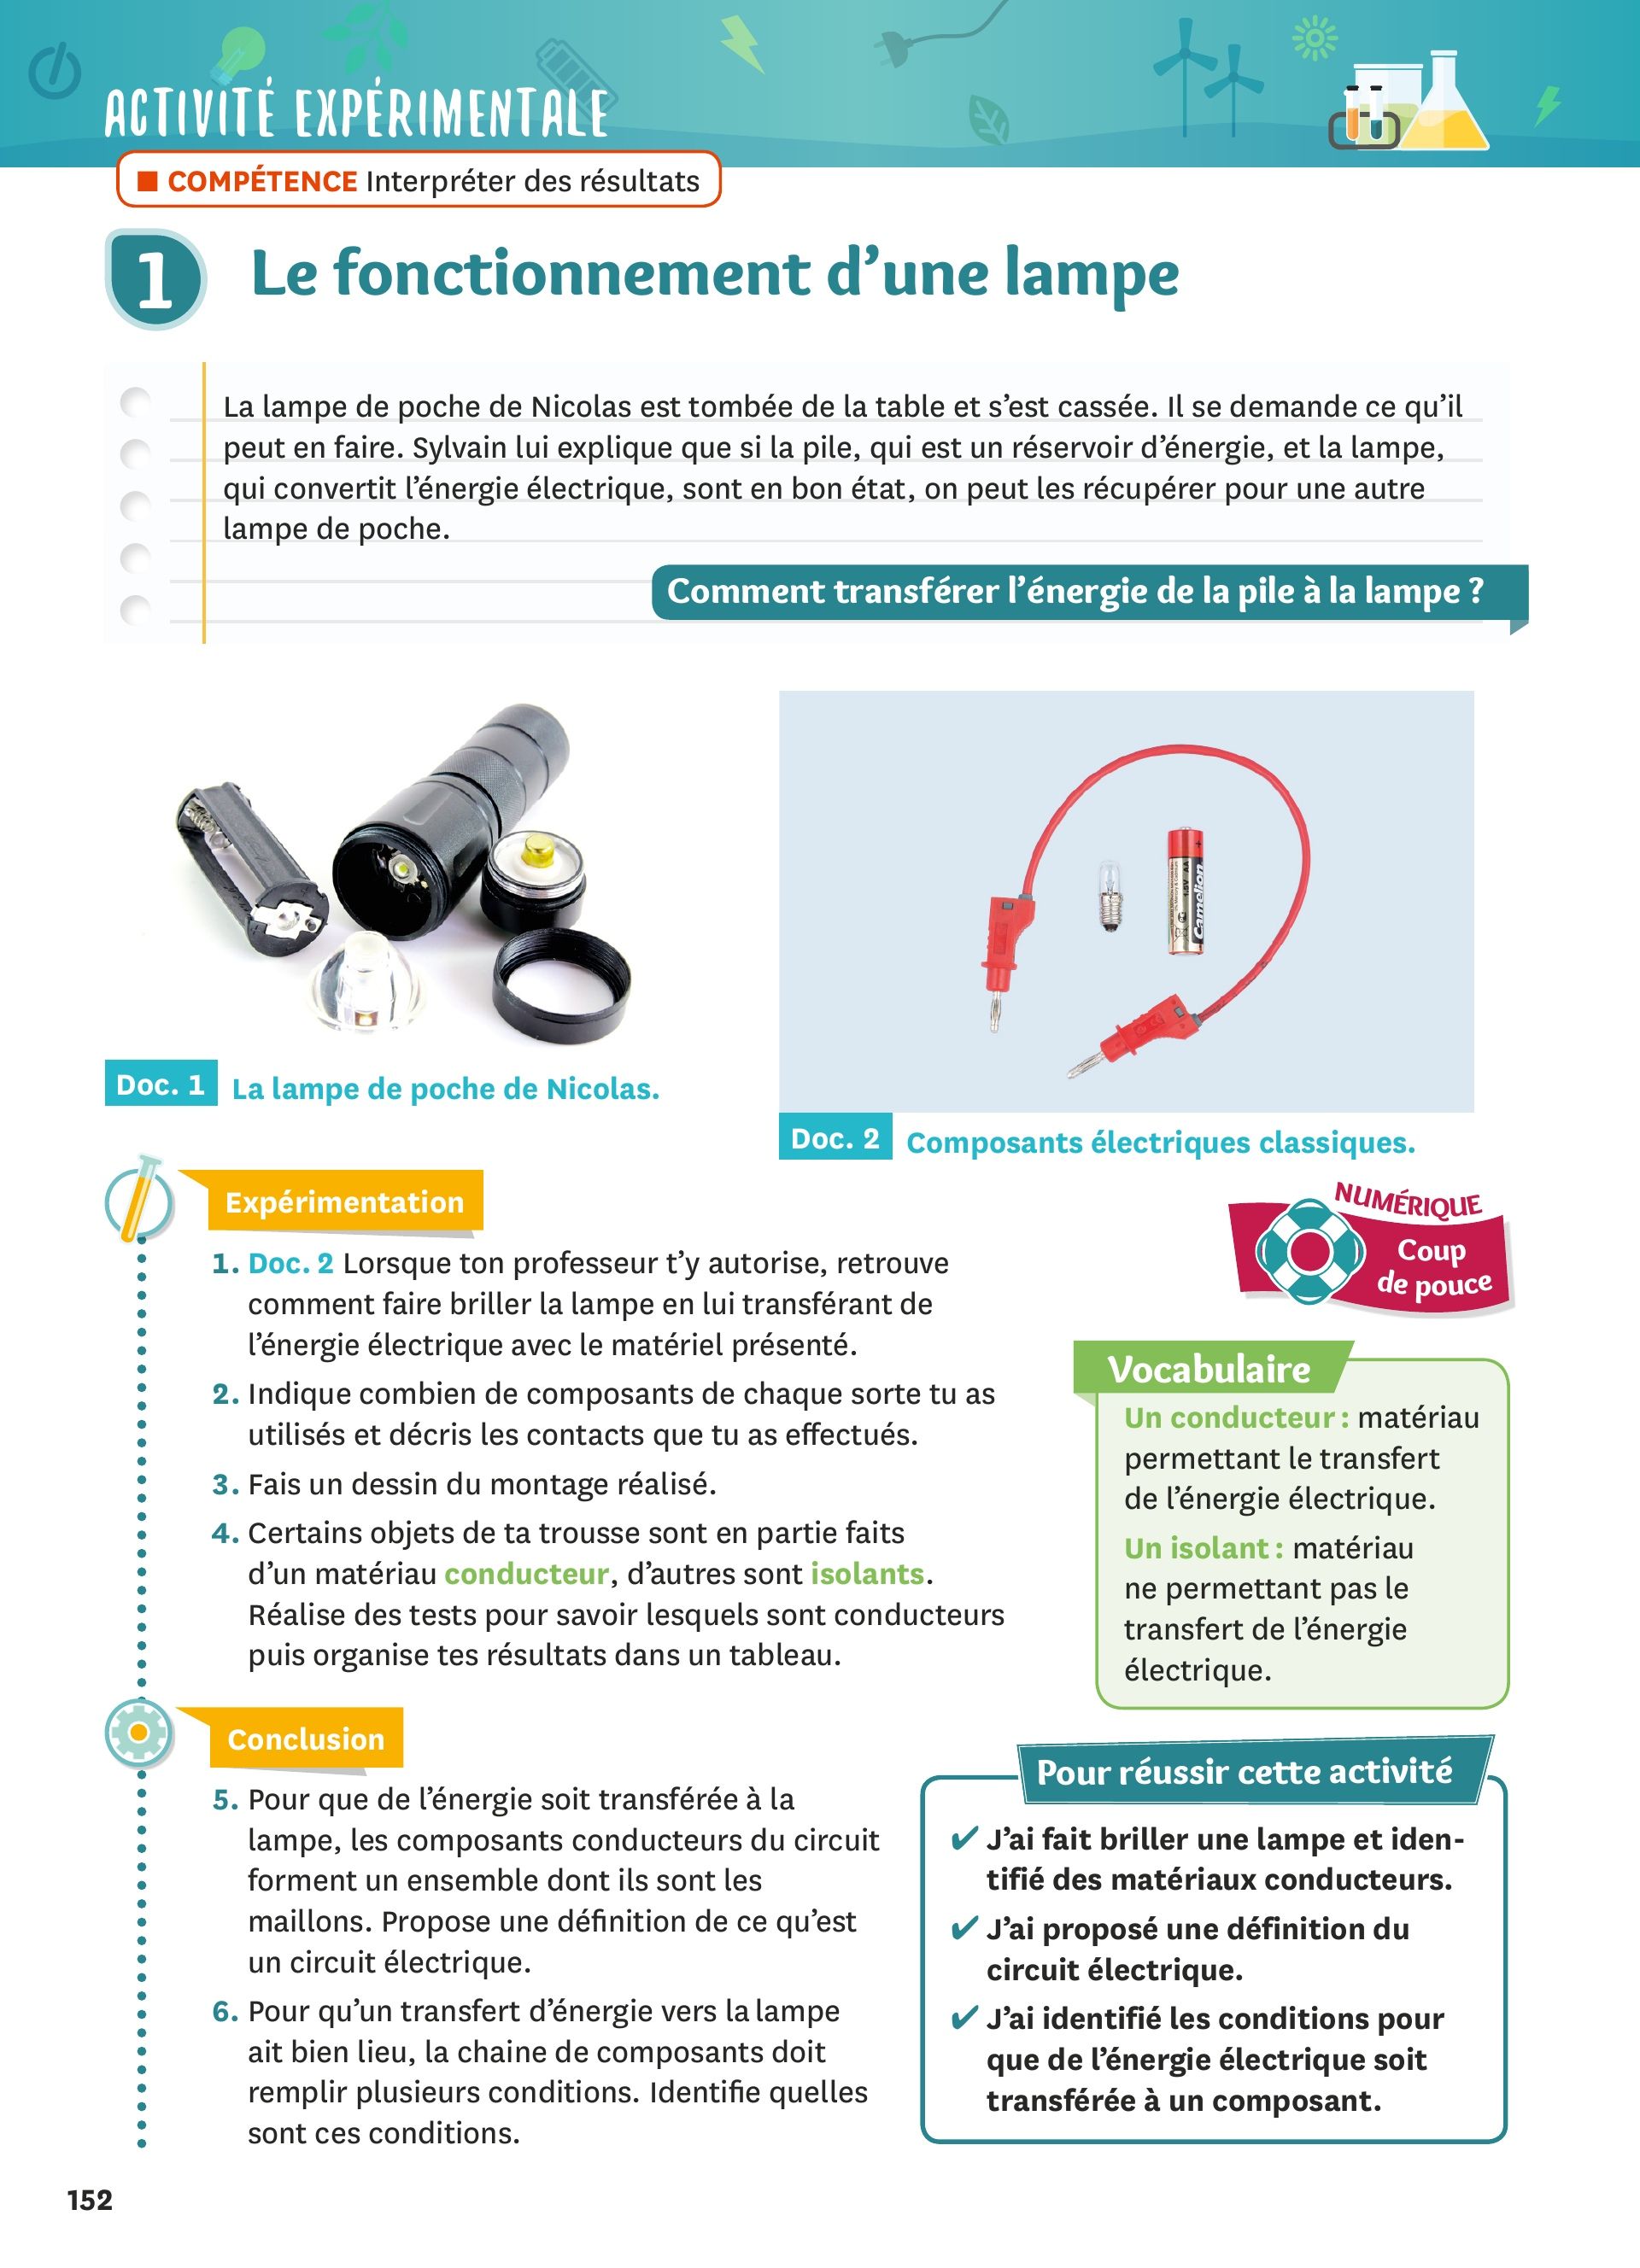 ACTIVITÉ EXPÉRIMENTALE
■ COMPÉTENCE Interpréter des résultats
1 Le fonctionnement d'une lampe
La lampe de poche de Nicolas est tombée de la table et s'est cassée. Il se demande ce qu'il
peut en faire. Sylvain lui explique que si la pile, qui est un réservoir d'énergie, et la lampe,
qui convertit l'énergie électrique, sont en bon état, on peut les récupérer pour une autre
lampe de poche.
Comment transférer l'énergie de la pile à la lampe ?
Camelion
Doc. 1 La lampe de poche de Nicolas.
Doc. 2 Composants électriques classiques.
Expérimentation
1. Doc. 2 Lorsque ton professeur t'y autorise, retrouve
comment faire briller la lampe en lui transférant de
l'énergie électrique avec le matériel présenté.
2. Indique combien de composants de chaque sorte tu as
utilisés et décris les contacts que tu as effectués.
3. Fais un dessin du montage réalisé.
4. Certains objets de ta trousse sont en partie faits
d'un matériau conducteur, d'autres sont isolants.
Réalise des tests pour savoir lesquels sont conducteurs
puis organise tes résultats dans un tableau.
NUMÉRIQUE
Coup
de pouce
Vocabulaire
Un conducteur : matériau
permettant le transfert
de l'énergie électrique.
Un isolant : matériau
ne permettant pas le
transfert de l'énergie
électrique.
Conclusion
5. Pour que de l'énergie soit transférée à la
lampe, les composants conducteurs du circuit
forment un ensemble dont ils sont les
maillons. Propose une définition de ce qu'est
un circuit électrique.
6. Pour qu'un transfert d'énergie vers la lampe
ait bien lieu, la chaine de composants doit
remplir plusieurs conditions. Identifie quelles
sont ces conditions.
Pour réussir cette activité
✔ J'ai fait briller une lampe et iden-
tifié des matériaux conducteurs.
✔ J'ai proposé une définition du
circuit électrique.
✔ J'ai identifié les conditions pour
que de l'énergie électrique soit
transférée à un composant.
152